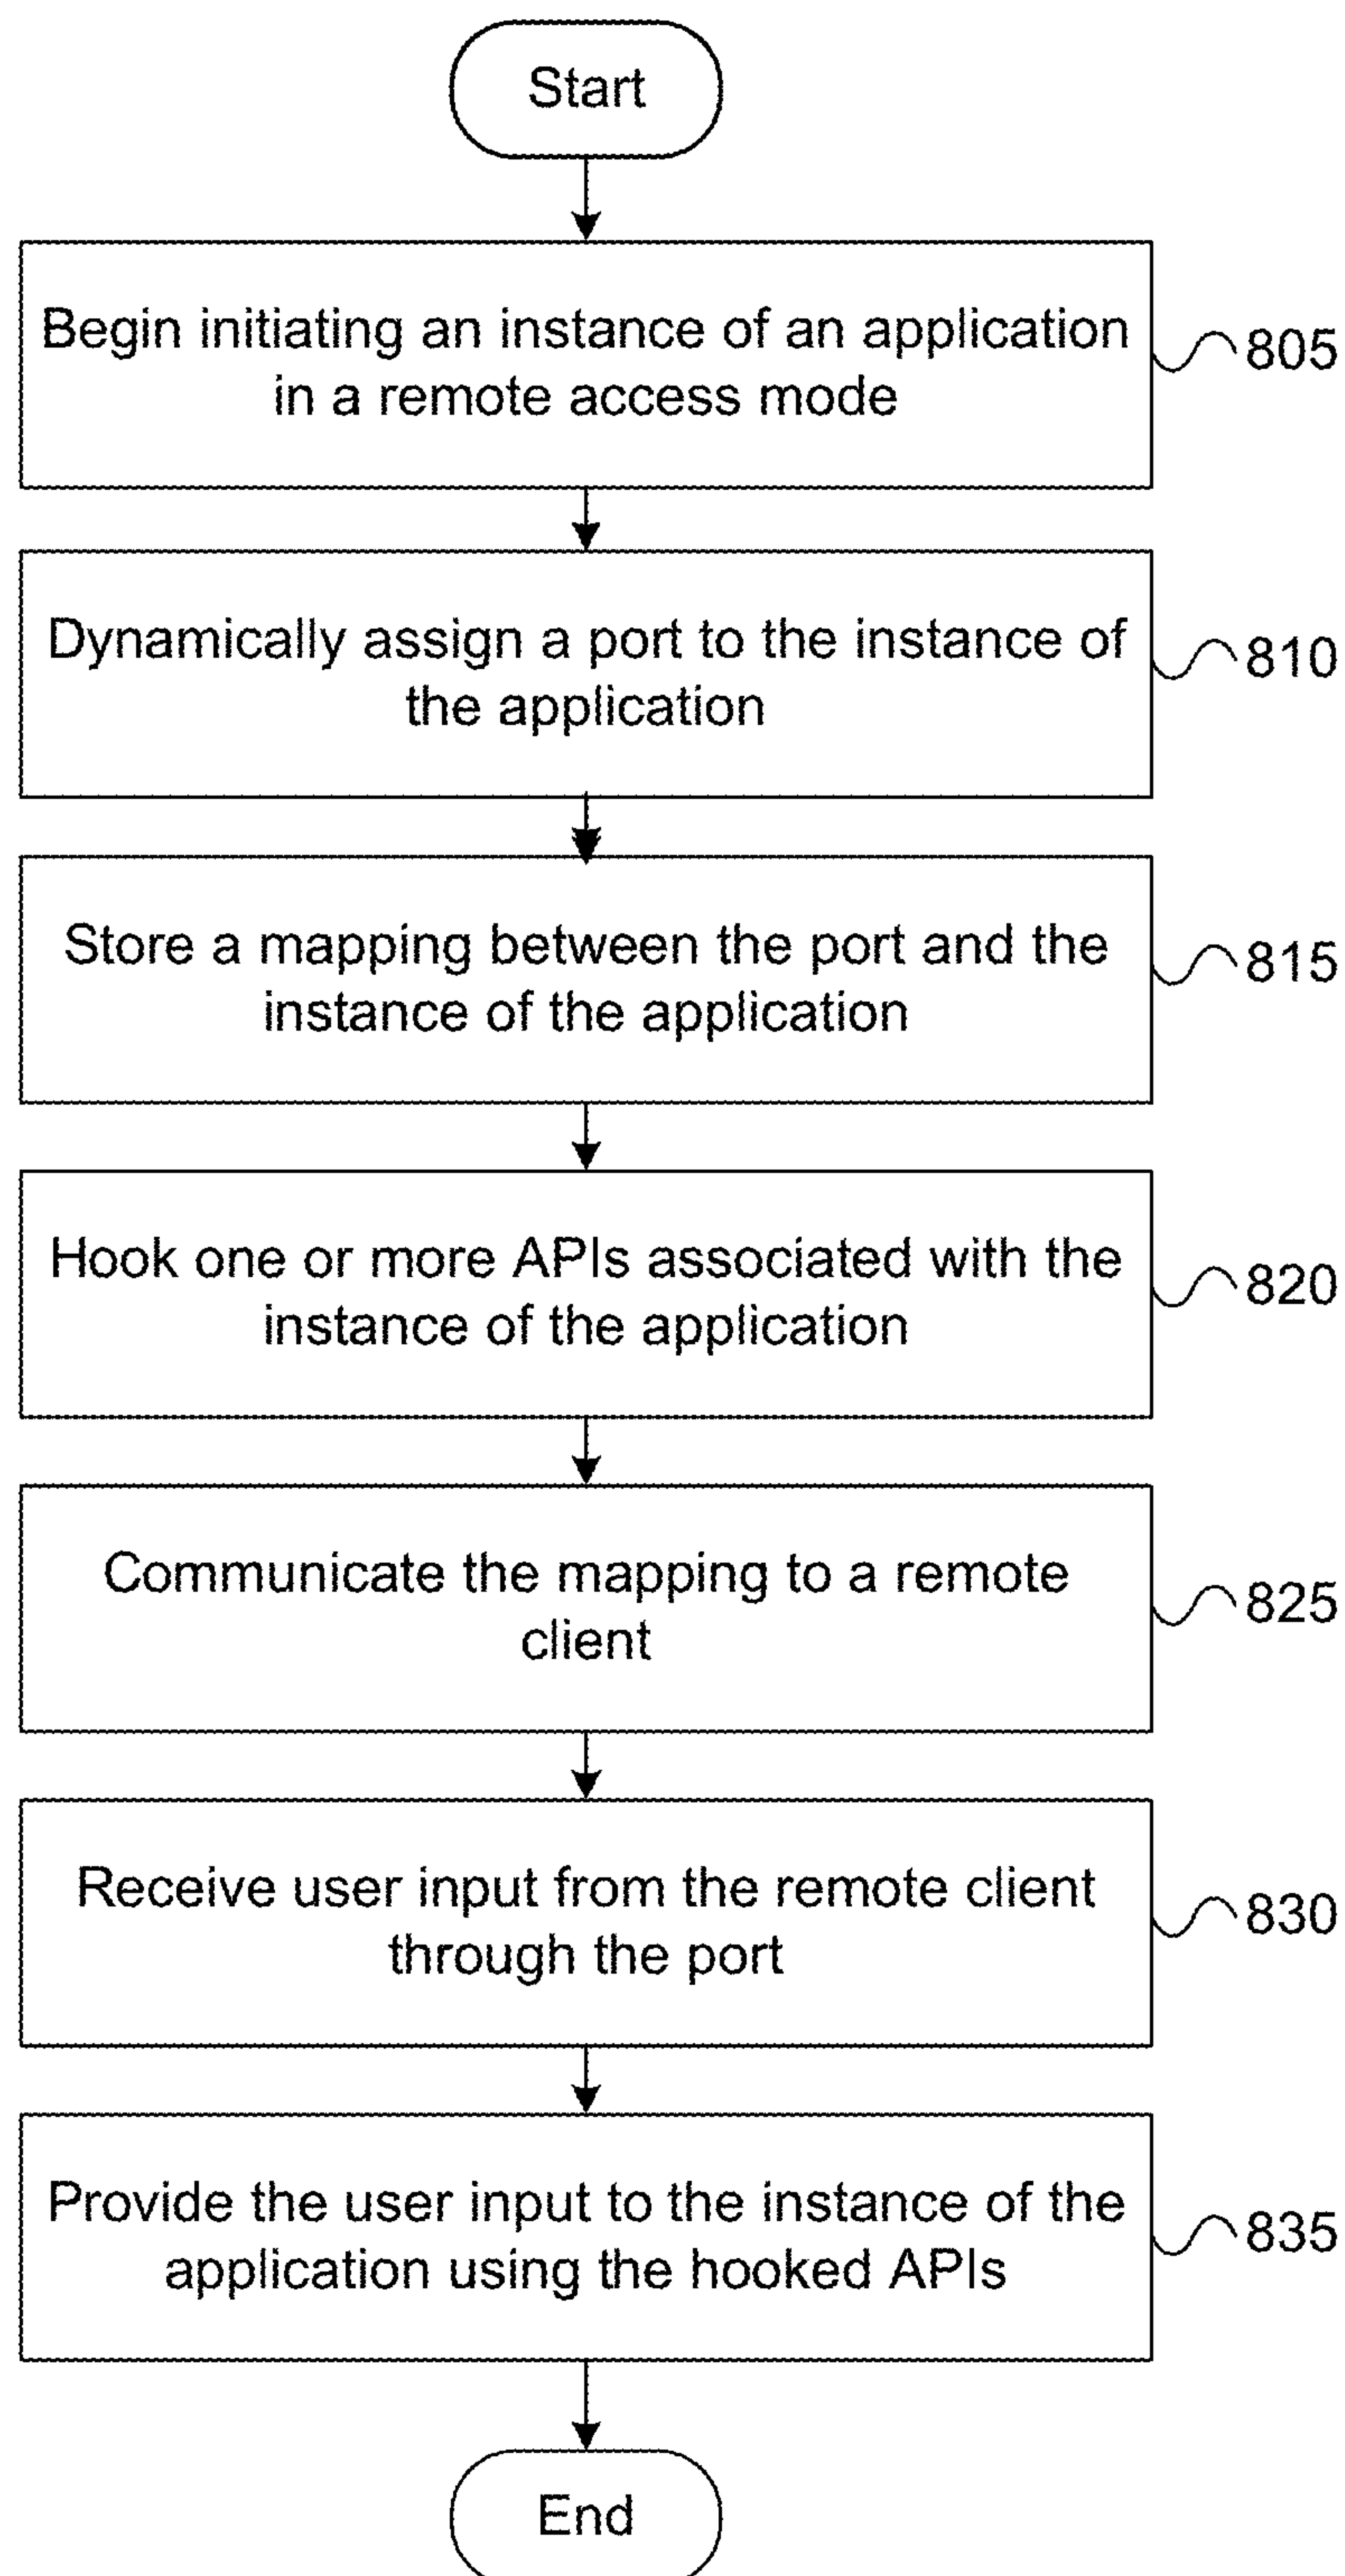 Start
Begin initiating an instance of an application
in a remote access mode
805
Dynamically assign a port to the instance of
the application
810
Store a mapping between the port and the
instance of the application
815
Hook one or more APIs associated with the
instance of the application
820
Communicate the mapping to a remote
client
825
Receive user input from the remote client
through the port
830
Provide the user input to the instance of the
application using the hooked APIs
835
End